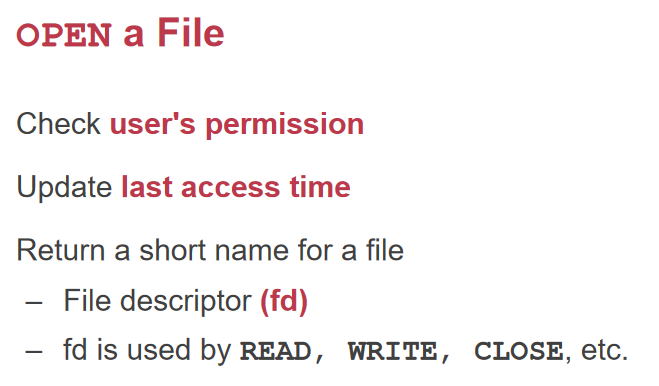 OPEN a File
Check user's permission
Update last access time
Return a short name for a file
– File descriptor (fd)
– fd is used by READ, WRITE, CLOSE, etc.